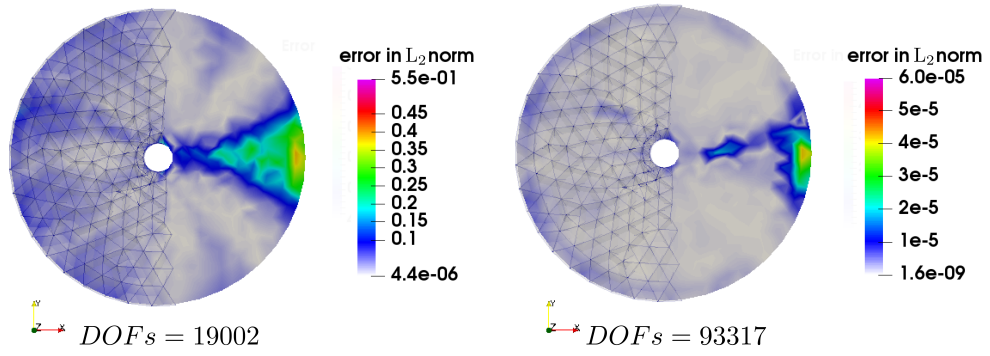 error in L₂ norm
5.5e-01
0.45
0.4
0.35
0.3
0.25
0.2
0.15
0.1
4.4e-06
Y
Z X
DOFs = 19002
error in L₂ norm
6.0e-05
5e-5
4e-5
3e-5
2e-5
1e-5
1.6e-09
Y
Z X
DOFs = 93317